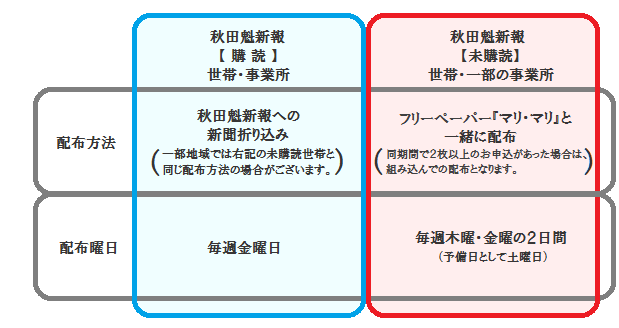 秋田魁新報
【 購 読 】
世帯・事業所
秋田魁新報
【未購読】
世帯・一部の事業所
配布方法
秋田魁新報への
新聞折り込み
(一部地域では右記の未購読世帯と
同じ配布方法の場合がございます。)
フリーペーパー『マリ・マリ』と
一緒に配布
(同期間で2枚以上のお申込があった場合は、
組み込んでの配布となります。)
配布曜日
毎週金曜日
毎週木曜・金曜の2日間
(予備日として土曜日)